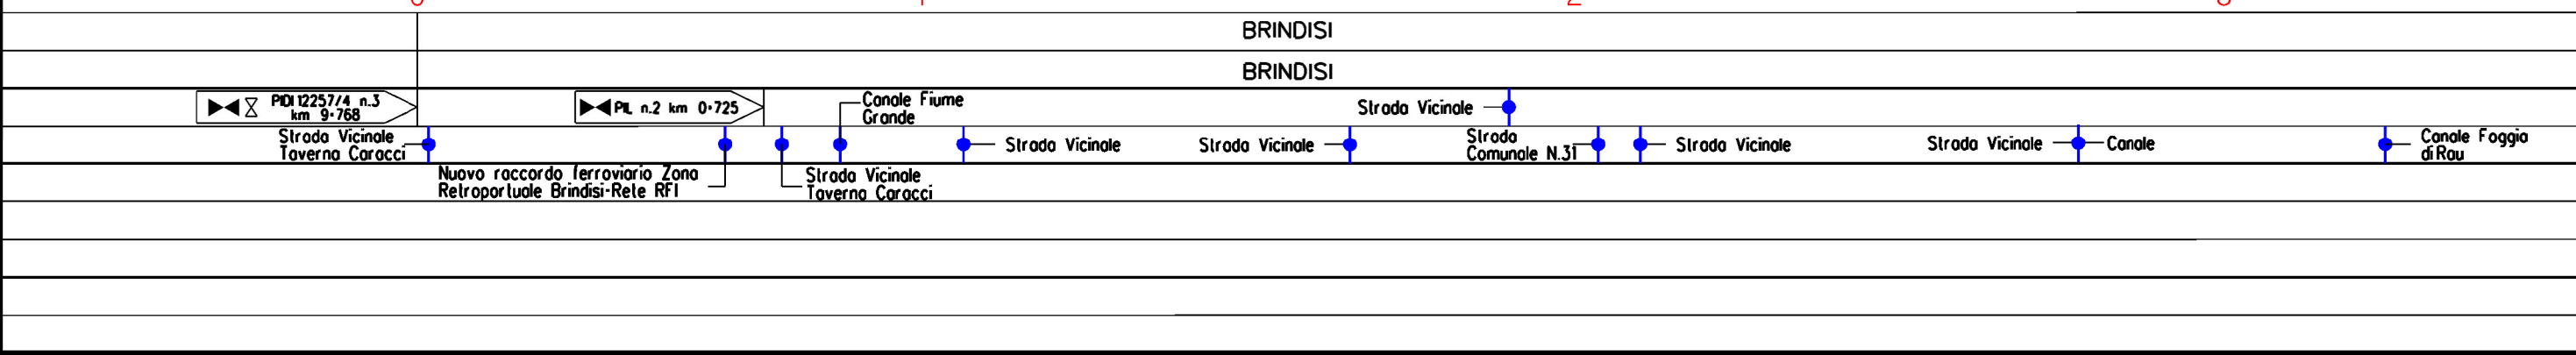 BRINDISI
BRINDISI
PIDI 12257/4 n.3
km 9+768
PIL n.2 km 0+725
Canale Fiume
Grande
Strada Vicinale
Strada Vicinale
Taverna Caracci
Strada Vicinale
Strada Vicinale
Strada
Comunale N.31
Strada Vicinale
Strada Vicinale
Canale
Canale Foggia
di Rau
Nuovo raccordo ferroviario Zona
Retroportuale Brindisi-Rete RFI
Strada Vicinale
Taverna Caracci